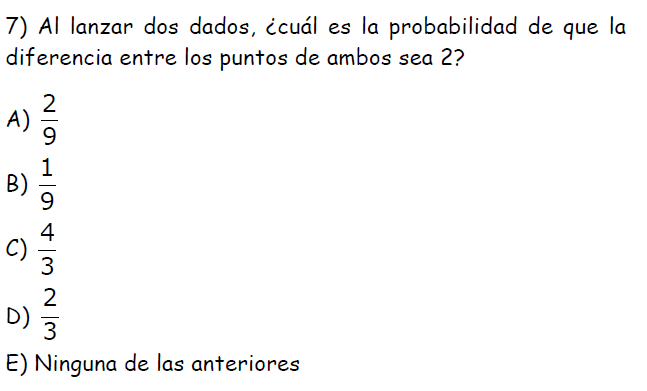 7) Al lanzar dos dados, ¿cuál es la probabilidad de que la
diferencia entre los puntos de ambos sea 2?
A) 2/9
B) 1/9
C) 4/3
D) 2/3
E) Ninguna de las anteriores